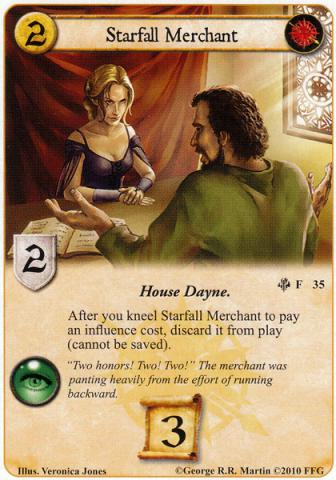 2
Starfall Merchant
2
House Dayne.
F 35
After you kneel Starfall Merchant to pay
an influence cost, discard it from play
(cannot be saved).
"Two honors! Two! Two!" The merchant was
panting heavily from the effort of running
backward.
3
Illus. Veronica Jones
©George R.R. Martin ©2010 FFG